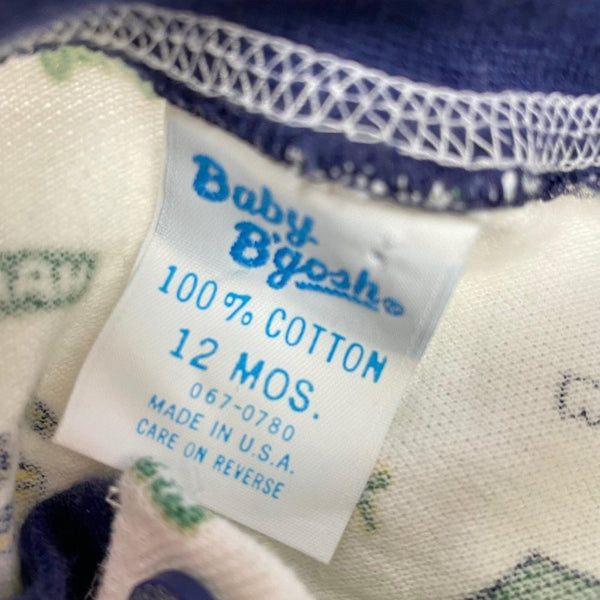 Baby
B'gosh®
100% COTTON
12 MOS.
067-0780
MADE IN U.S.A.
CARE ON REVERSE